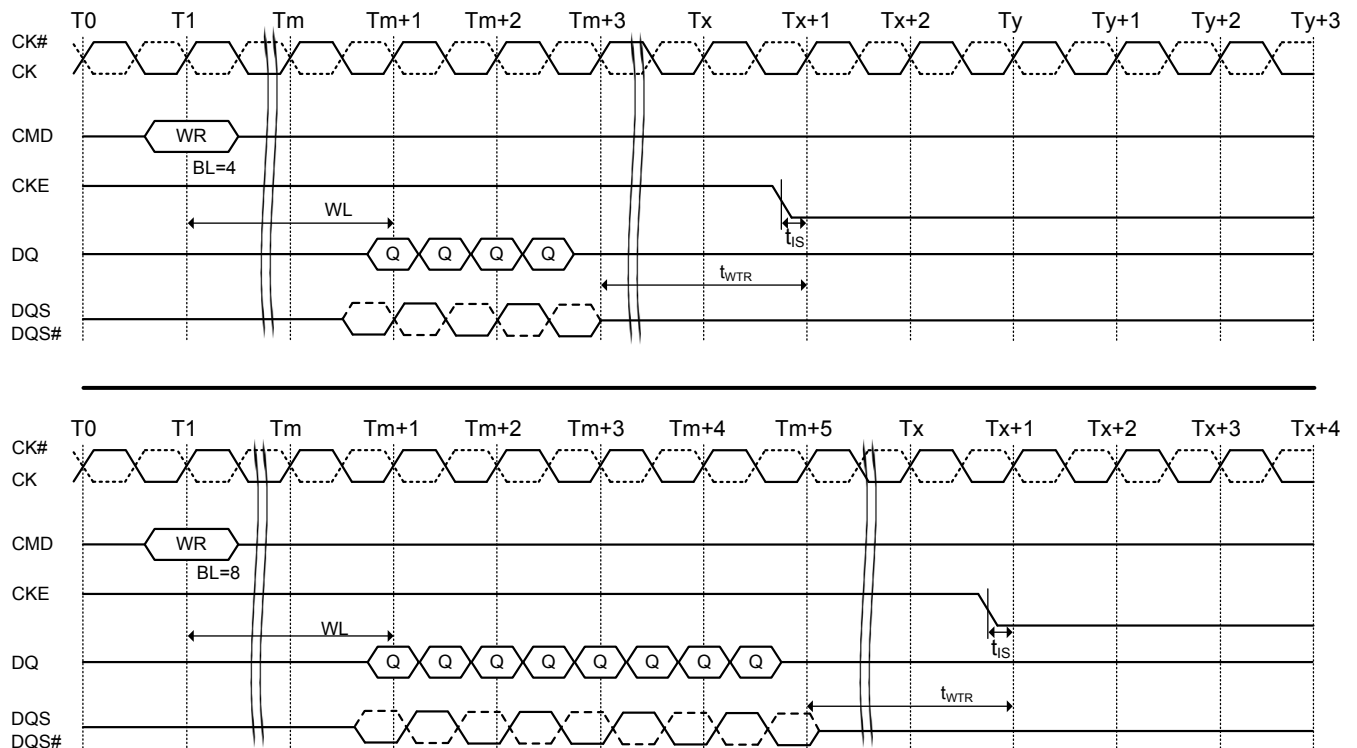 T0 T1 Tm Tm+1 Tm+2 Tm+3 Tx Tx+1 Tx+2 Ty Ty+1 Ty+2 Ty+3
CK#
CK
CMD WR
BL=4
CKE
WL
tIS
DQ Q Q Q Q
tWTR
DQS
DQS#
T0 T1 Tm Tm+1 Tm+2 Tm+3 Tm+4 Tm+5 Tx Tx+1 Tx+2 Tx+3 Tx+4
CK#
CK
CMD WR
BL=8
CKE
WL
tIS
DQ Q Q Q Q Q Q Q Q
tWTR
DQS
DQS#